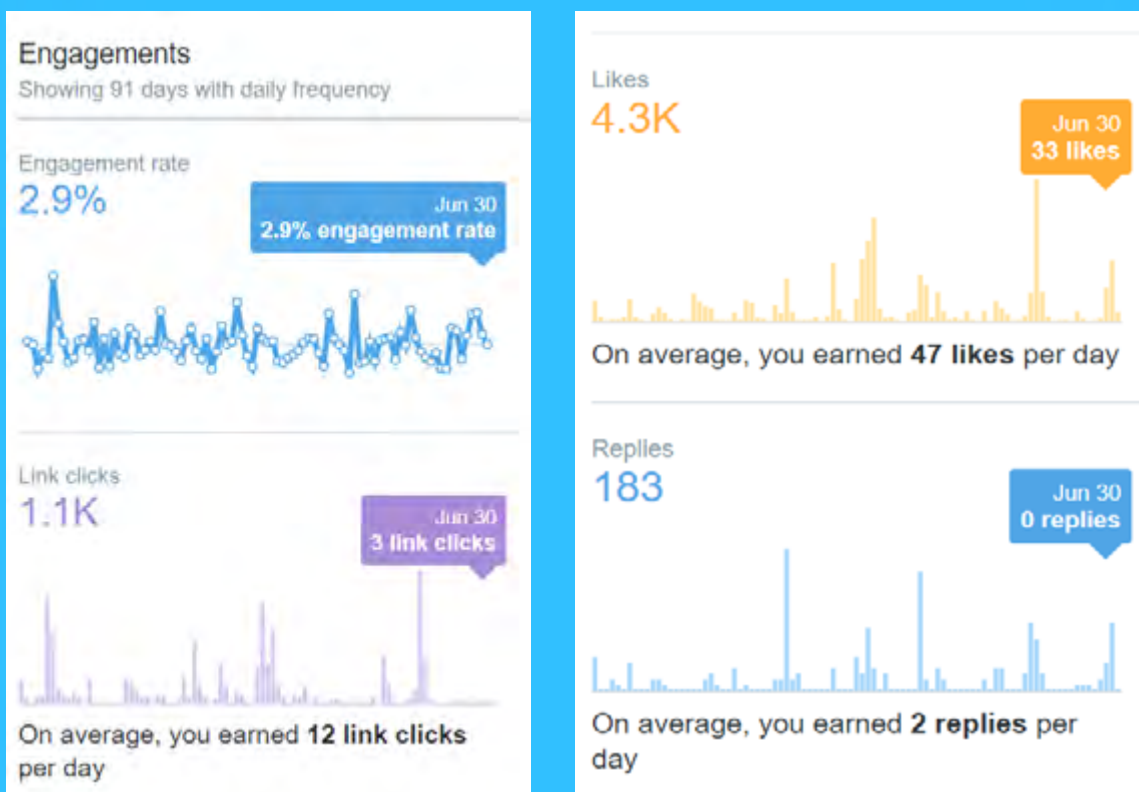 Engagements
Showing 91 days with daily frequency
Engagement rate
2.9%
Jun 30
2.9% engagement rate
Link clicks
1.1K
Jun 30
3 link clicks
On average, you earned 12 link clicks
per day
Likes
4.3K
Jun 30
33 likes
On average, you earned 47 likes per day
Replies
183
Jun 30
0 replies
On average, you earned 2 replies per
day